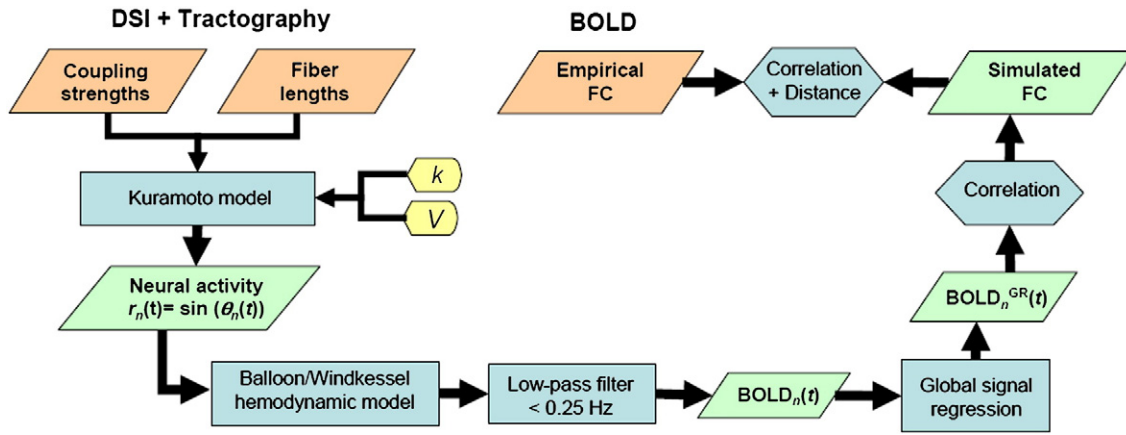 DSI + Tractography
BOLD
Coupling
strengths
Fiber
lengths
Empirical
FC
Correlation
+ Distance
Simulated
FC
Kuramoto model
k
V
Correlation
Neural activity
rₙ(t)= sin (θₙ(t))
BOLDₙᴳᴿ(t)
Balloon/Windkessel
hemodynamic model
Low-pass filter
< 0.25 Hz
BOLDₙ(t)
Global signal
regression